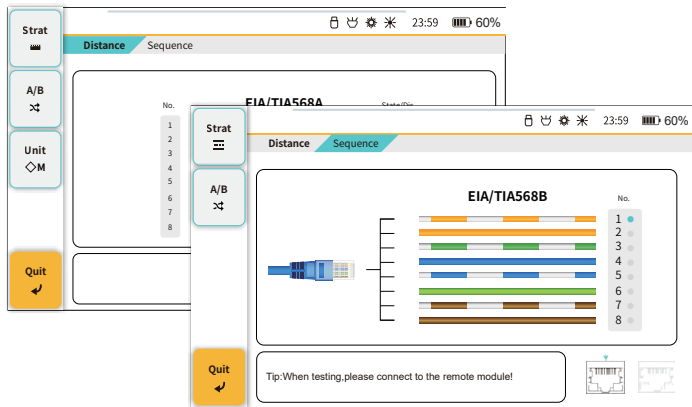 23:59 60%
Strat
Distance Sequence
A/B
EIA/TIA568A
No. State/Dis
1
2
3
4
5
6
7
8
Unit
M
Quit
23:59 60%
Strat
Distance Sequence
A/B
EIA/TIA568B
No.
1
2
3
4
5
6
7
8
Quit
Tip:When testing,please connect to the remote module!